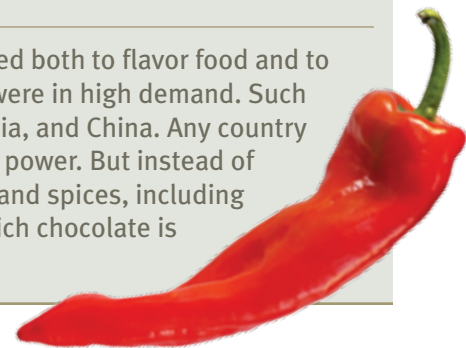 ed both to flavor food and to
were in high demand. Such
ia, and China. Any country
power. But instead of
and spices, including
ich chocolate is